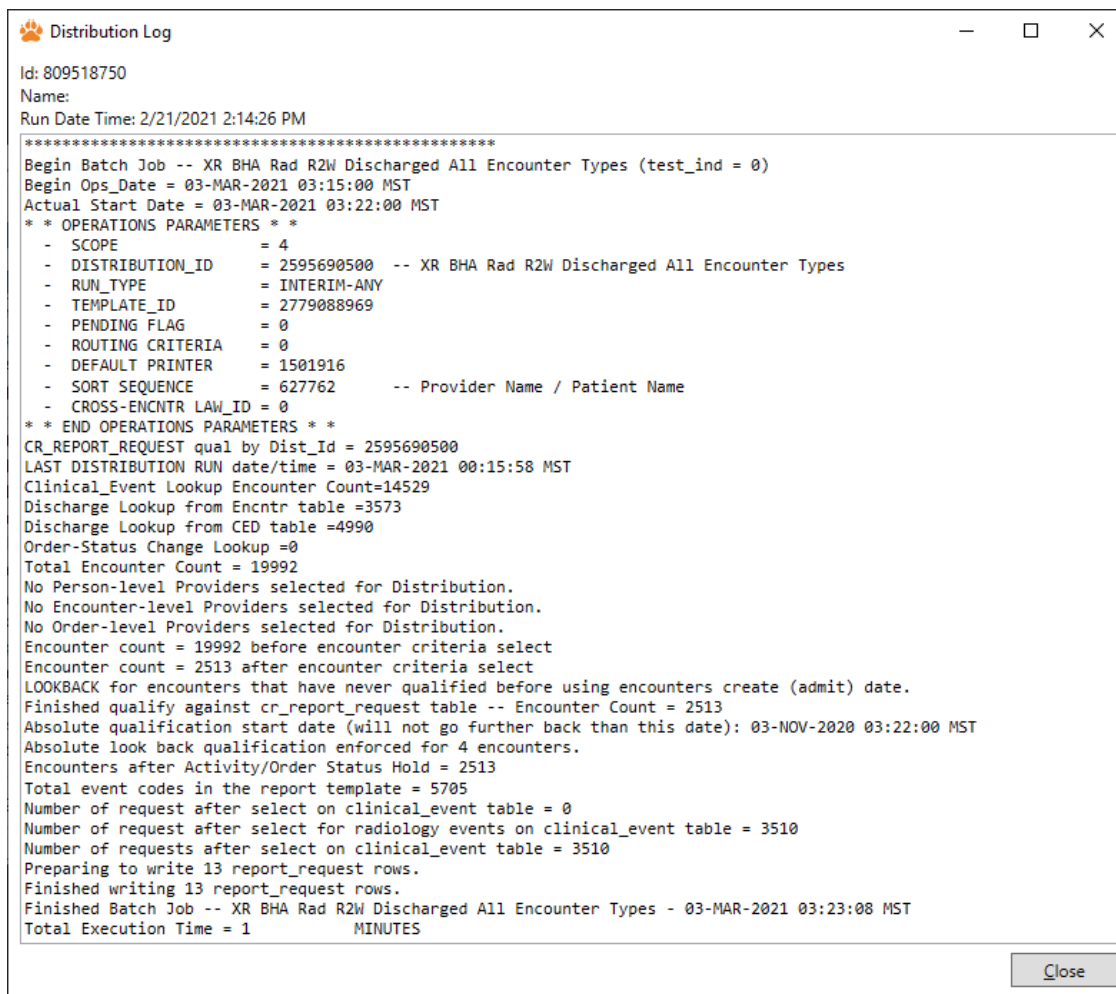 Distribution Log
Id: 809518750
Name:
Run Date Time: 2/21/2021 2:14:26 PM
**************************************************
Begin Batch Job -- XR BHA Rad R2W Discharged All Encounter Types (test_ind = 0)
Begin Ops_Date = 03-MAR-2021 03:15:00 MST
Actual Start Date = 03-MAR-2021 03:22:00 MST
* * OPERATIONS PARAMETERS * *
  -  SCOPE             = 4
  -  DISTRIBUTION_ID   = 2595690500  -- XR BHA Rad R2W Discharged All Encounter Types
  -  RUN_TYPE          = INTERIM-ANY
  -  TEMPLATE_ID       = 2779088969
  -  PENDING FLAG      = 0
  -  ROUTING CRITERIA  = 0
  -  DEFAULT PRINTER   = 1501916
  -  SORT SEQUENCE     = 627762      -- Provider Name / Patient Name
  -  CROSS-ENCNTR LAW_ID = 0
* * END OPERATIONS PARAMETERS * *
CR_REPORT_REQUEST qual by Dist_Id = 2595690500
LAST DISTRIBUTION RUN date/time = 03-MAR-2021 00:15:58 MST
Clinical_Event Lookup Encounter Count=14529
Discharge Lookup from Encntr table =3573
Discharge Lookup from CED table =4990
Order-Status Change Lookup =0
Total Encounter Count = 19992
No Person-level Providers selected for Distribution.
No Encounter-level Providers selected for Distribution.
No Order-level Providers selected for Distribution.
Encounter count = 19992 before encounter criteria select
Encounter count = 2513 after encounter criteria select
LOOKBACK for encounters that have never qualified before using encounters create (admit) date.
Finished qualify against cr_report_request table -- Encounter Count = 2513
Absolute qualification start date (will not go further back than this date): 03-NOV-2020 03:22:00 MST
Absolute look back qualification enforced for 4 encounters.
Encounters after Activity/Order Status Hold = 2513
Total event codes in the report template = 5705
Number of request after select on clinical_event table = 0
Number of request after select for radiology events on clinical_event table = 3510
Number of requests after select on clinical_event table = 3510
Preparing to write 13 report_request rows.
Finished writing 13 report_request rows.
Finished Batch Job -- XR BHA Rad R2W Discharged All Encounter Types - 03-MAR-2021 03:23:08 MST
Total Execution Time = 1           MINUTES
Close